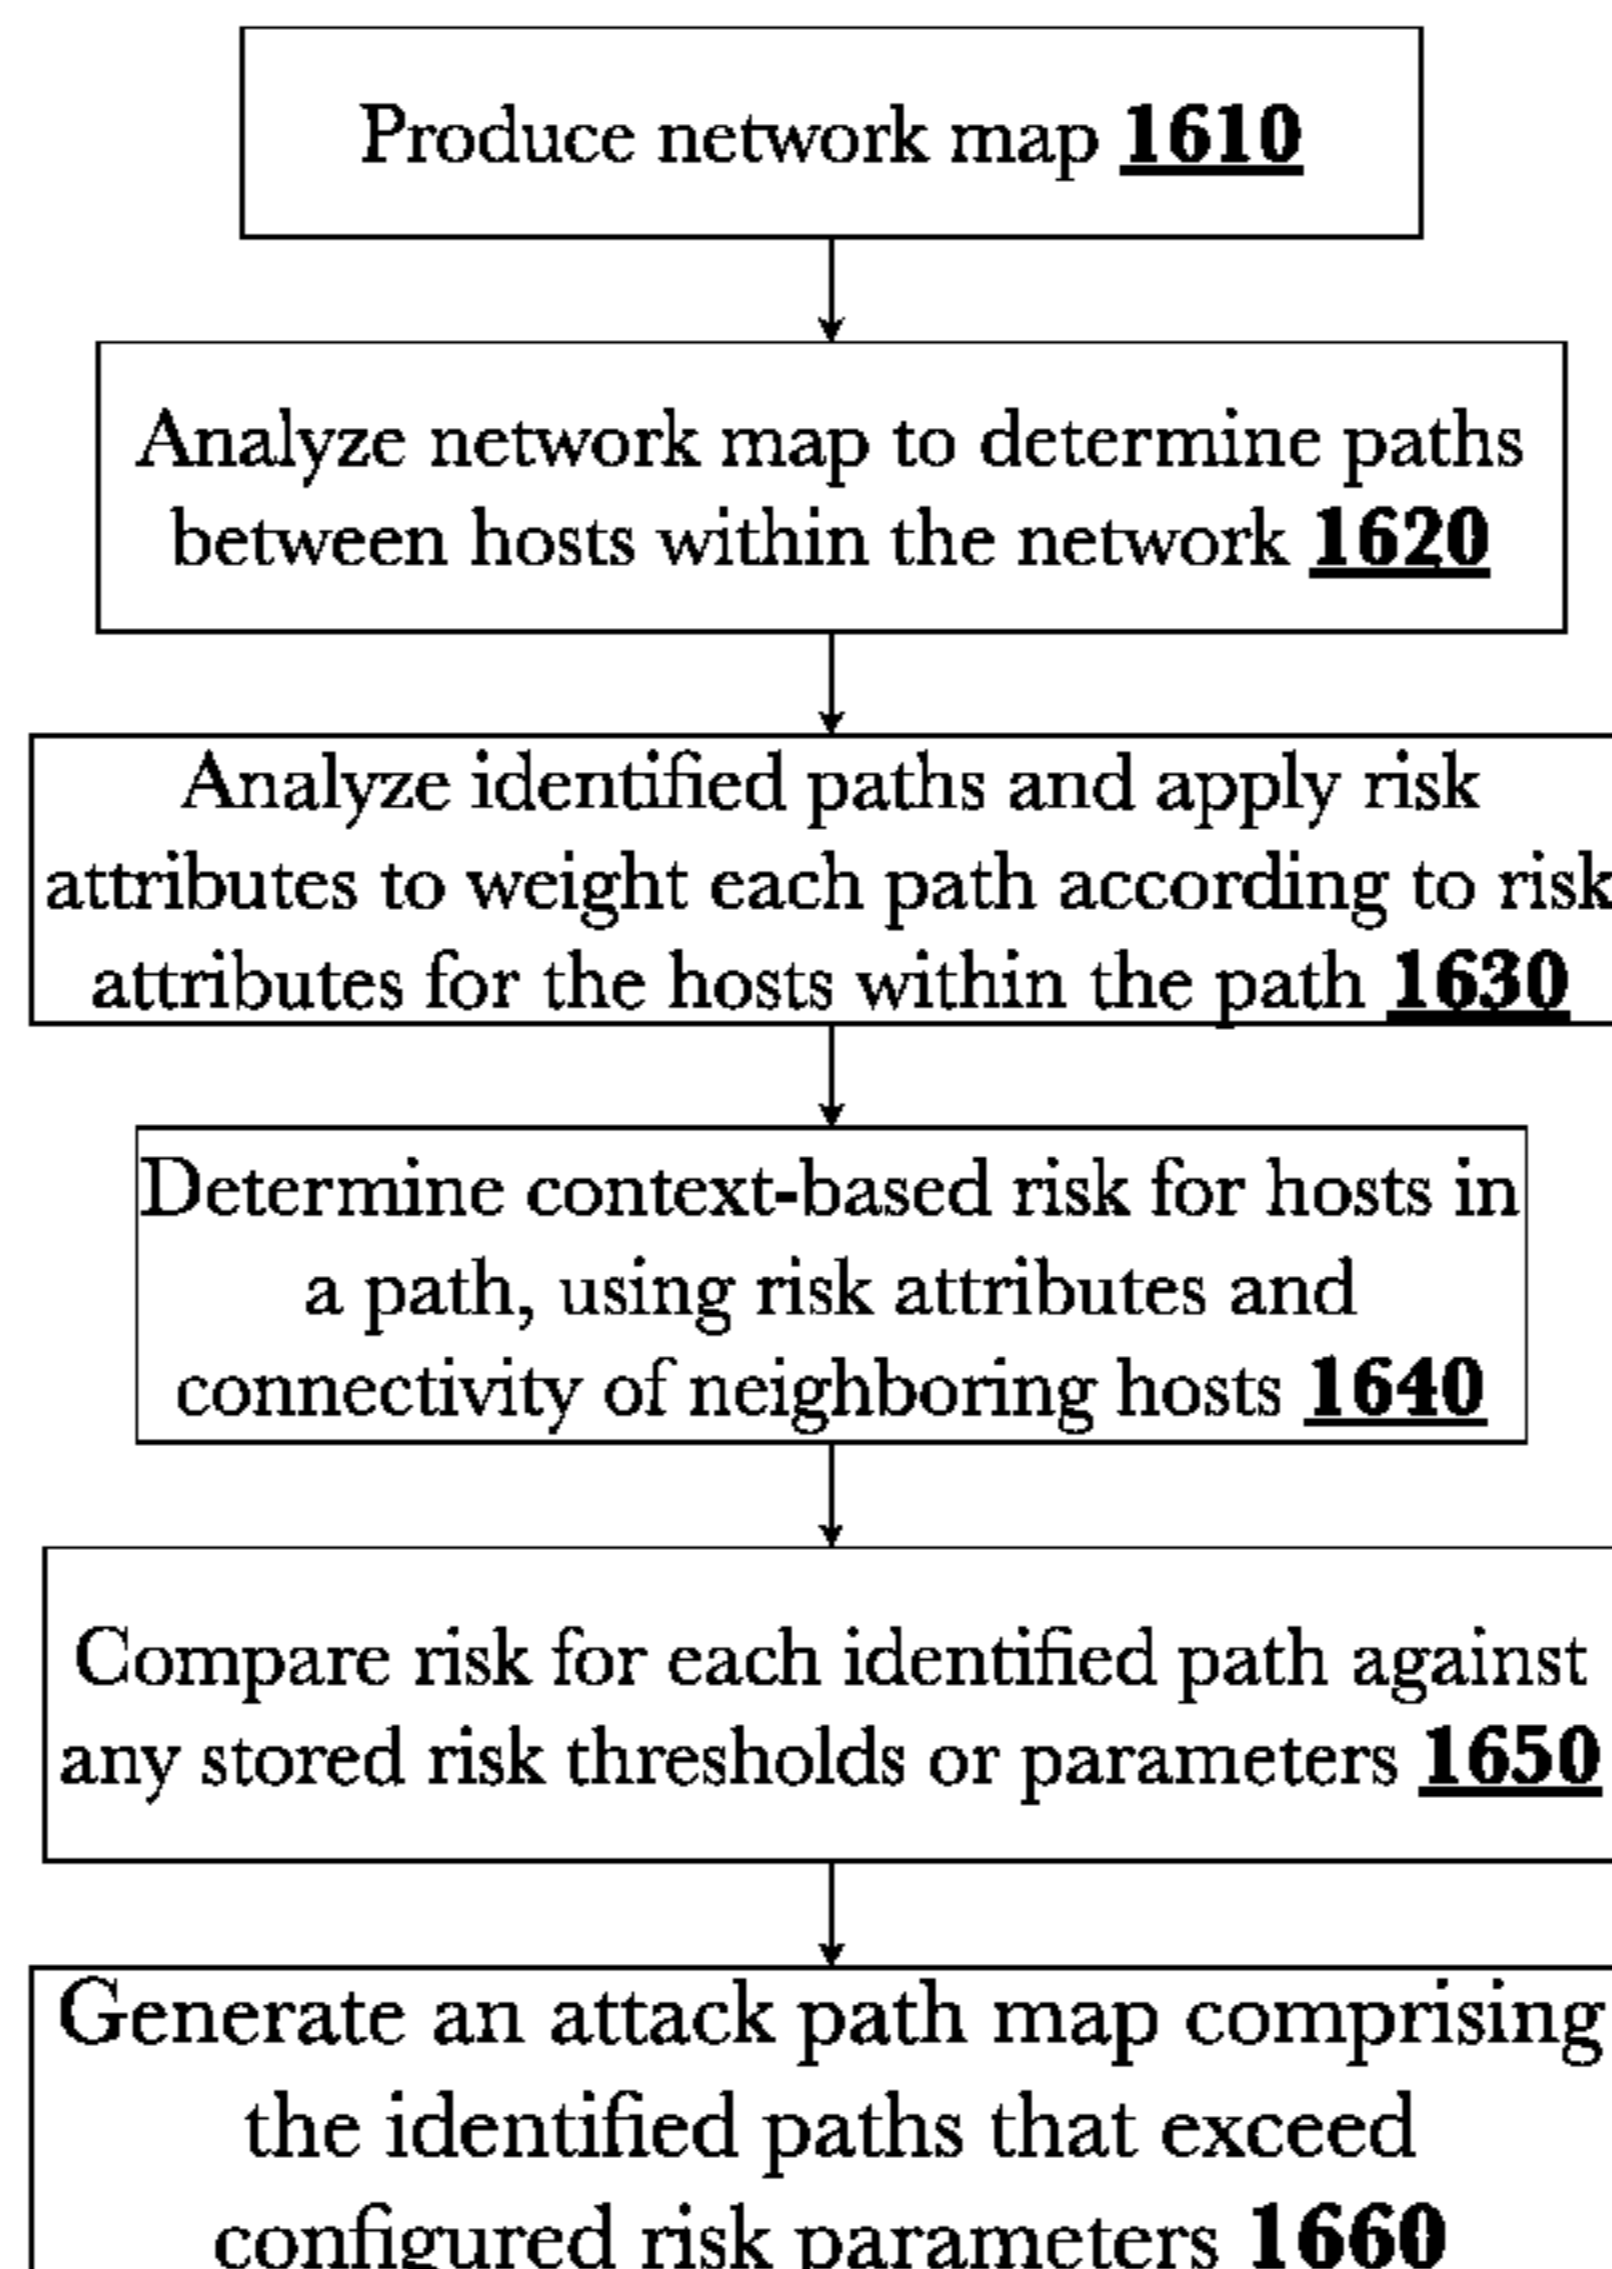 Produce network map 1610
Analyze network map to determine paths
between hosts within the network 1620
Analyze identified paths and apply risk
attributes to weight each path according to risk
attributes for the hosts within the path 1630
Determine context-based risk for hosts in
a path, using risk attributes and
connectivity of neighboring hosts 1640
Compare risk for each identified path against
any stored risk thresholds or parameters 1650
Generate an attack path map comprising
the identified paths that exceed
configured risk parameters 1660